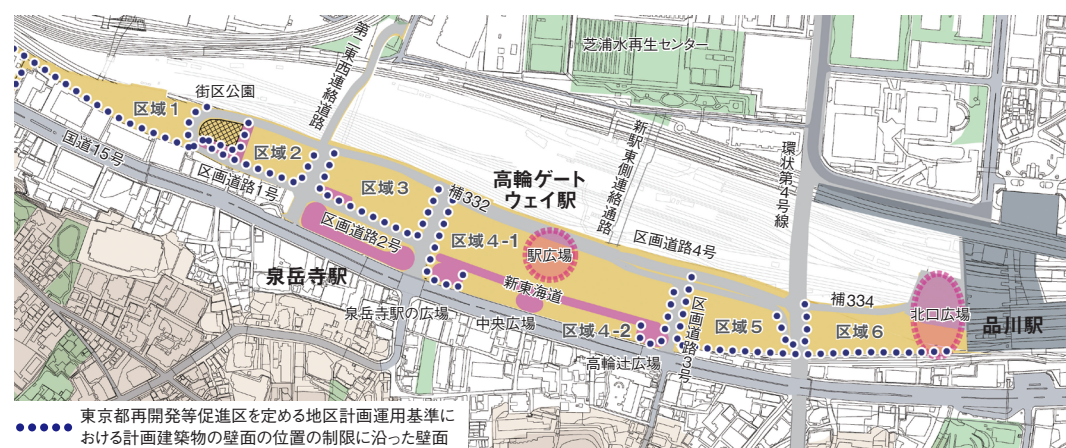 芝浦水再生センター
第二東西連絡道路
街区公園
区域1
国道15号
区域2
区画道路1号
区域3
補332
高輪ゲート
ウェイ駅
新駅東側連絡通路
環状第4号線
区画道路4号
区域4-1
駅広場
区画道路2号
泉岳寺駅
新東海道
泉岳寺駅の広場
中央広場
区域4-2
高輪辻広場
区画道路3号
区域5
補334
区域6
北口広場
品川駅
東京都再開発等促進区を定める地区計画運用基準に
おける計画建築物の壁面の位置の制限に沿った壁面